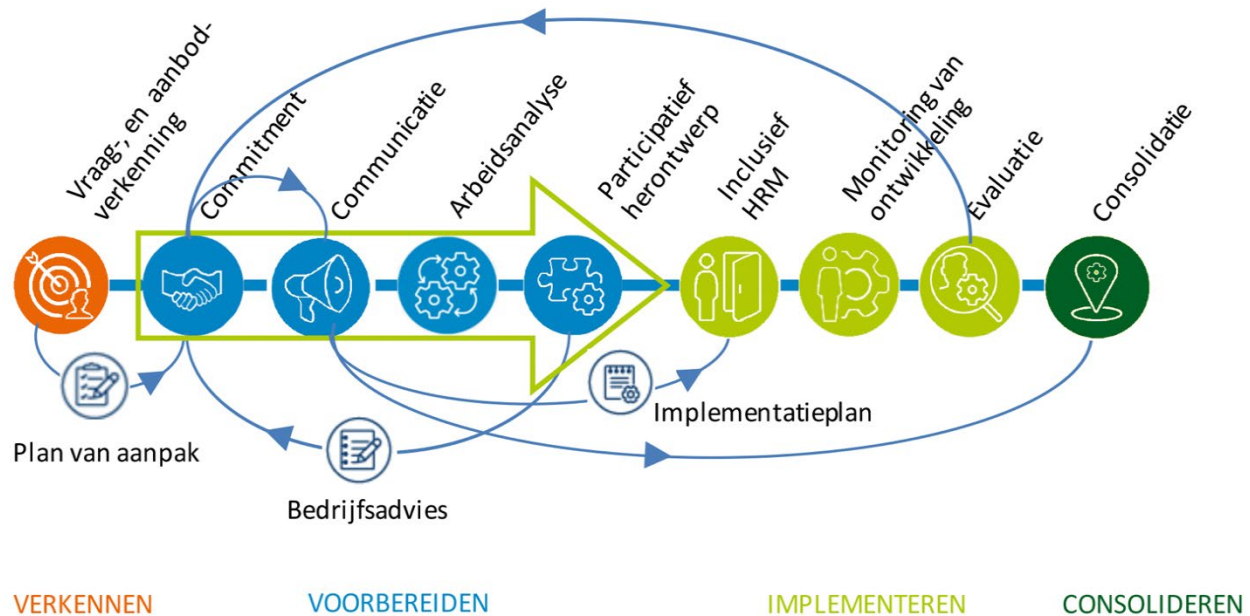 Vraag-, en aanbod-
verkenning
Commitment
Communicatie
Arbeidsanalyse
Participatief
herontwerp
Inclusief
HRM
Monitoring van
ontwikkeling
Evaluatie
Consolidatie
Plan van aanpak
Bedrijfsadvies
Implementatieplan
VERKENNEN
VOORBEREIDEN
IMPLEMENTEREN
CONSOLIDEREN